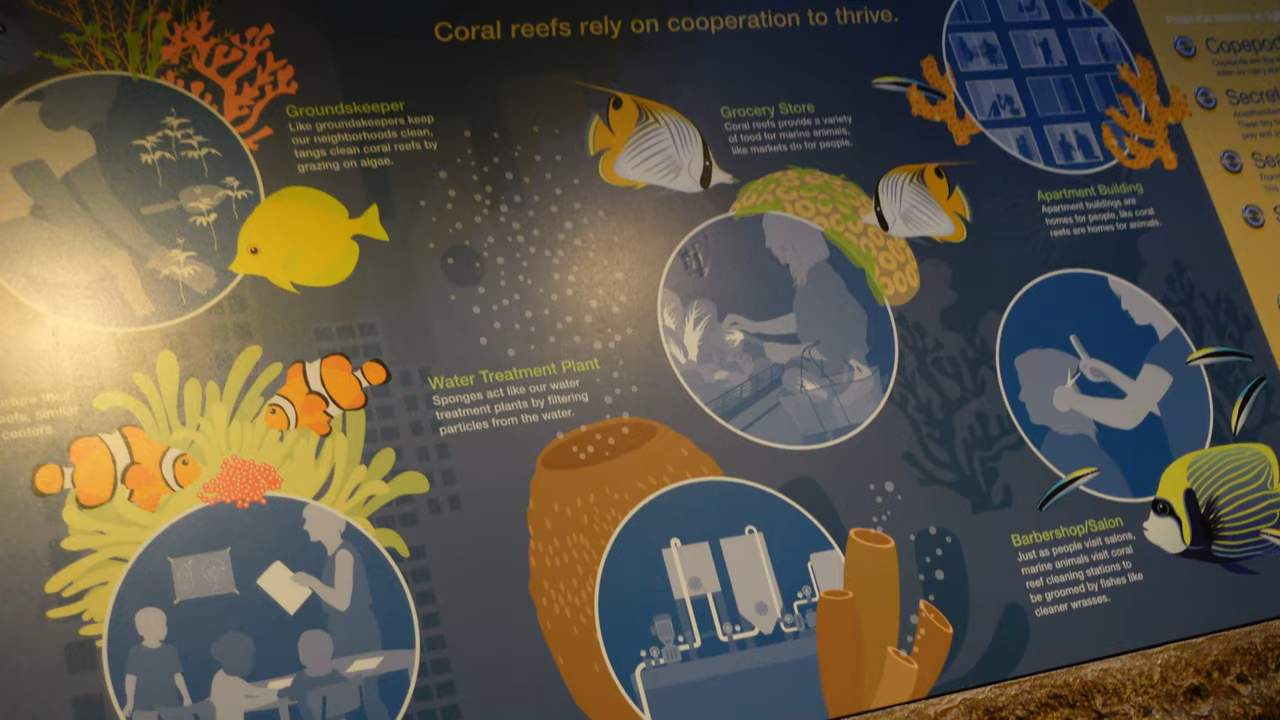 Coral reefs rely on cooperation to thrive.
Groundskeeper
Like groundskeepers keep
our neighborhoods clean,
tangs clean coral reefs by
grazing on algae.
Grocery Store
Coral reefs provide a variety
of food for marine animals,
like markets do for people.
Apartment Building
Apartment buildings are
homes for people, like coral
reefs are homes for animals.
Water Treatment Plant
Sponges act like our water
treatment plants by filtering
particles from the water.
similar
centers.
Barbershop/Salon
Just as people visit salons,
marine animals visit coral
reef cleaning stations to
be groomed by fishes like
cleaner wrasses.